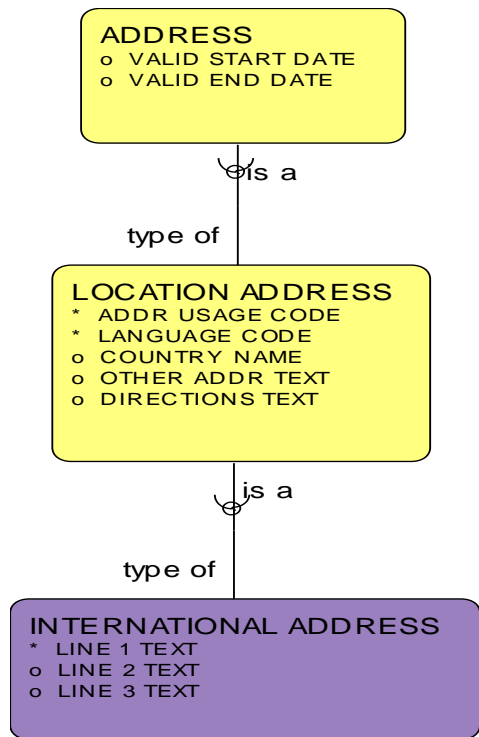 ADDRESS
o VALID START DATE
o VALID END DATE
is a
type of
LOCATION ADDRESS
* ADDR USAGE CODE
* LANGUAGE CODE
o COUNTRY NAME
o OTHER ADDR TEXT
o DIRECTIONS TEXT
is a
type of
INTERNATIONAL ADDRESS
* LINE 1 TEXT
o LINE 2 TEXT
o LINE 3 TEXT